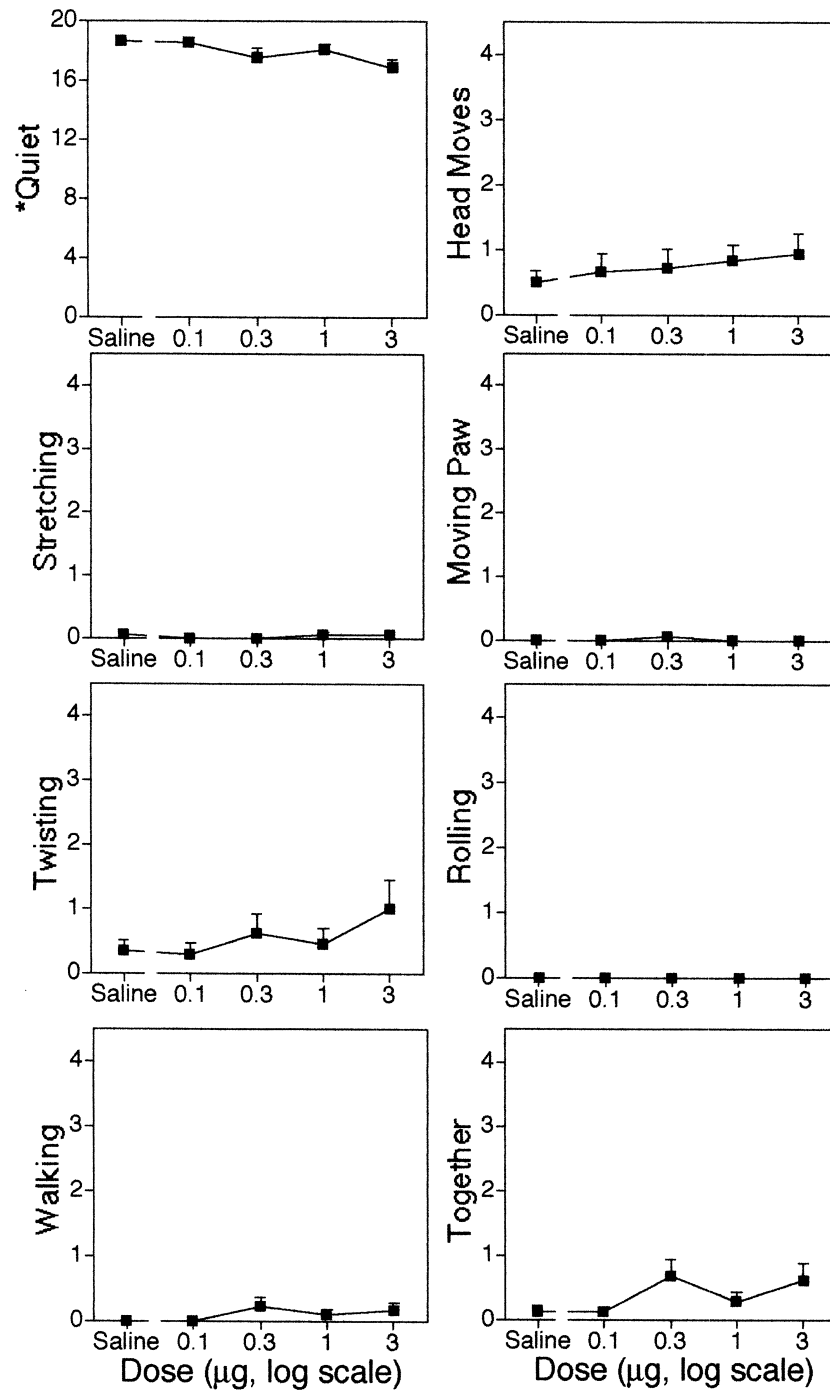 *Quiet
20
16
12
8
4
0
Saline 0.1 0.3 1 3
Head Moves
4
3
2
1
0
Saline 0.1 0.3 1 3
Stretching
4
3
2
1
0
Saline 0.1 0.3 1 3
Moving Paw
4
3
2
1
0
Saline 0.1 0.3 1 3
Twisting
4
3
2
1
0
Saline 0.1 0.3 1 3
Rolling
4
3
2
1
0
Saline 0.1 0.3 1 3
Walking
4
3
2
1
0
Saline 0.1 0.3 1 3
Dose (μg, log scale)
Together
4
3
2
1
0
Saline 0.1 0.3 1 3
Dose (μg, log scale)